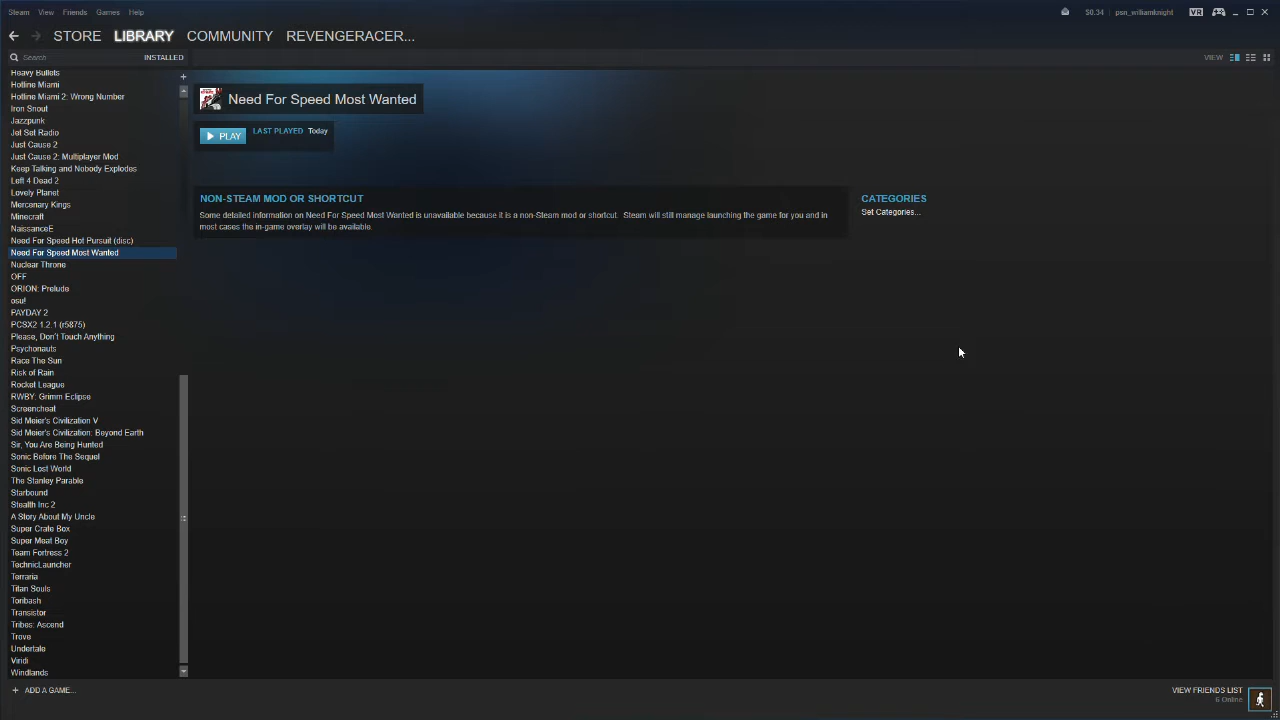 Steam View Friends Games Help
$0.34 psn_williamknight VR
STORE LIBRARY COMMUNITY REVENGERACER...
Search INSTALLED
VIEW
Heavy Bullets
Hotline Miami
Hotline Miami 2: Wrong Number
Iron Snout
Jazzpunk
Jet Set Radio
Just Cause 2
Just Cause 2: Multiplayer Mod
Keep Talking and Nobody Explodes
Left 4 Dead 2
Lovely Planet
Mercenary Kings
Minecraft
NaissanceE
Need For Speed Hot Pursuit (disc)
Need For Speed Most Wanted
Nuclear Throne
OFF
ORION: Prelude
osu!
PAYDAY 2
PCSX2 1.2.1 (r5875)
Please, Don't Touch Anything
Psychonauts
Race The Sun
Risk of Rain
Rocket League
RWBY: Grimm Eclipse
Screencheat
Sid Meier's Civilization V
Sid Meier's Civilization: Beyond Earth
Sir, You Are Being Hunted
Sonic Before The Sequel
Sonic Lost World
The Stanley Parable
Starbound
Stealth Inc 2
A Story About My Uncle
Super Crate Box
Super Meat Boy
Team Fortress 2
TechnicLauncher
Terraria
Titan Souls
Toribash
Transistor
Tribes: Ascend
Trove
Undertale
Viridi
Windlands
+ ADD A GAME...
Need For Speed Most Wanted
PLAY LAST PLAYED Today
NON-STEAM MOD OR SHORTCUT
Some detailed information on Need For Speed Most Wanted is unavailable because it is a non-Steam mod or shortcut. Steam will still manage launching the game for you and in
most cases the in-game overlay will be available.
CATEGORIES
Set Categories...
VIEW FRIENDS LIST
6 Online